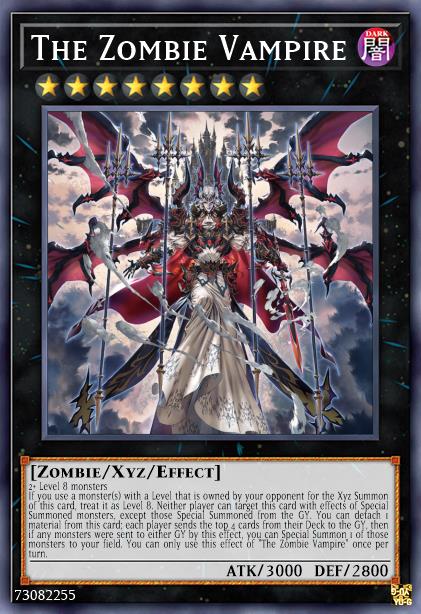 THE ZOMBIE VAMPIRE
DARK
闇
[ZOMBIE/XYZ/EFFECT]
2+ Level 8 monsters
If you use a monster(s) with a Level that is owned by your opponent for the Xyz Summon
of this card, treat it as Level 8. Neither player can target this card with effects of Special
Summoned monsters, except those Special Summoned from the GY. You can detach 1
material from this card; each player sends the top 4 cards from their Deck to the GY, then
if any monsters were sent to either GY by this effect, you can Special Summon 1 of those
monsters to your field. You can only use this effect of "The Zombie Vampire" once per
turn.
ATK/3000 DEF/2800
73082255